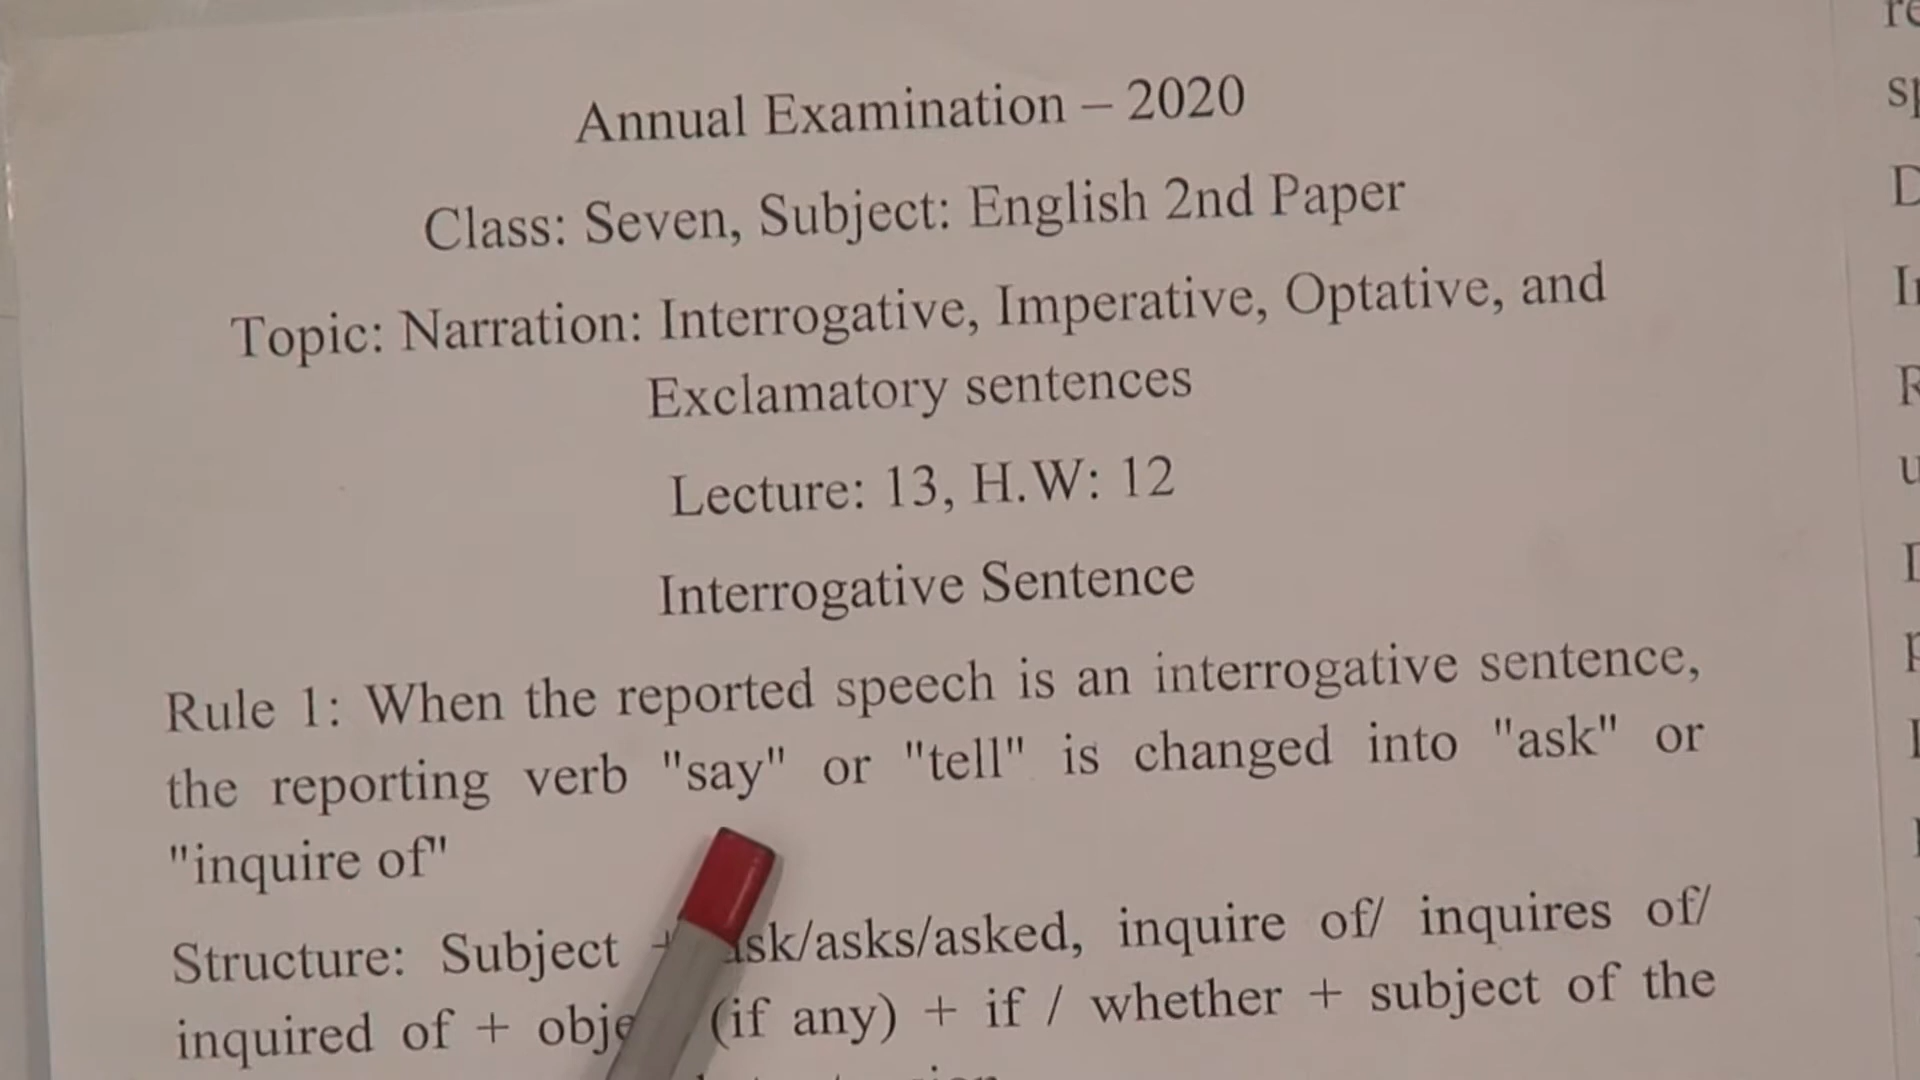 Annual Examination – 2020
Class: Seven, Subject: English 2nd Paper
Topic: Narration: Interrogative, Imperative, Optative, and
Exclamatory sentences
Lecture: 13, H.W: 12
Interrogative Sentence
Rule 1: When the reported speech is an interrogative sentence,
the reporting verb "say" or "tell" is changed into "ask" or
"inquire of"
Structure: Subject + ask/asks/asked, inquire of/ inquires of/
inquired of + (if any) + if / whether + subject of the